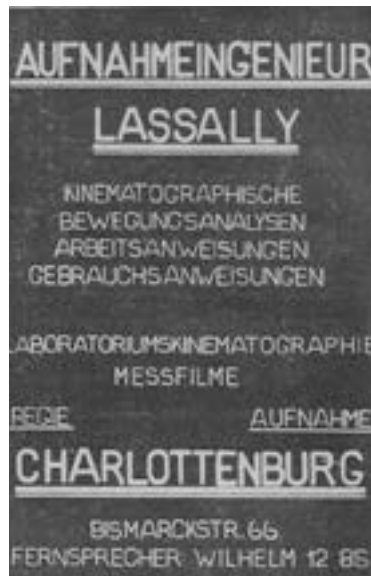 AUFNAHMEINGENIEUR
LASSALLY
KINEMATOGRAPHISCHE
BEWEGUNGSANALYSEN
ARBEITSANWEISUNGEN
GEBRAUCHSANWEISUNGEN
LABORATORIUMSKINEMATOGRAPHIE
MESSFILME
REGIE AUFNAHME
CHARLOTTENBURG
BISMARCKSTR. 66.
FERNSPRECHER: WILHELM 12 85